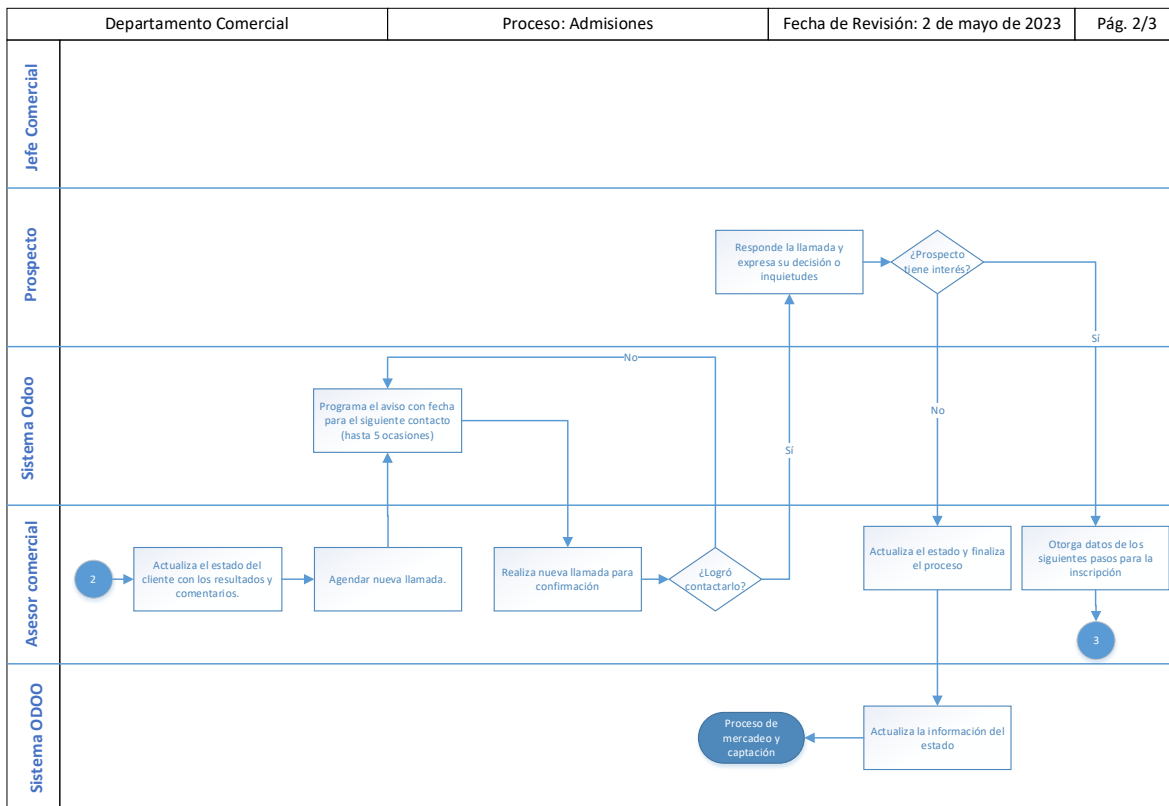 Departamento Comercial
Proceso: Admisiones
Fecha de Revisión: 2 de mayo de 2023
Pág. 2/3
Jefe Comercial
Prospecto
Responde la llamada y
expresa su decisión o
inquietudes
¿Prospecto
tiene interés?
Sí
No
Sistema Odoo
No
Programa el aviso con fecha
para el siguiente contacto
(hasta 5 ocasiones)
Sí
Asesor comercial
2
Actualiza el estado del
cliente con los resultados y
comentarios.
Agendar nueva llamada.
Realiza nueva llamada para
confirmación
¿Logró
contactarlo?
Actualiza el estado y finaliza
el proceso
Otorga datos de los
siguientes pasos para la
inscripción
3
Sistema ODOO
Proceso de
mercadeo y
captación
Actualiza la información del
estado